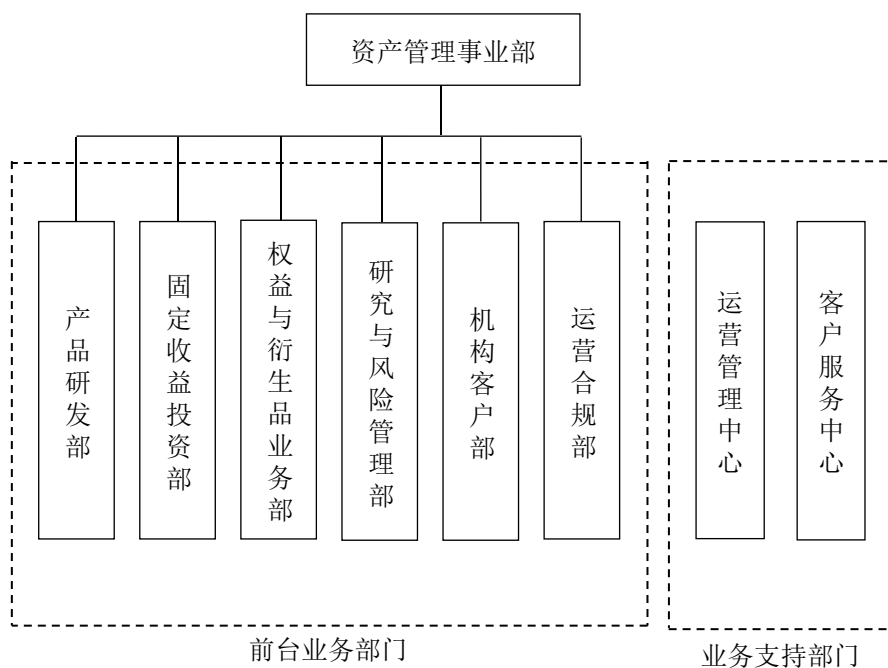 资产管理事业部
产品研发部
固定收益投资部
权益与衍生品业务部
研究与风险管理部
机构客户部
运营合规部
运营管理中心
客户服务中心
前台业务部门
业务支持部门